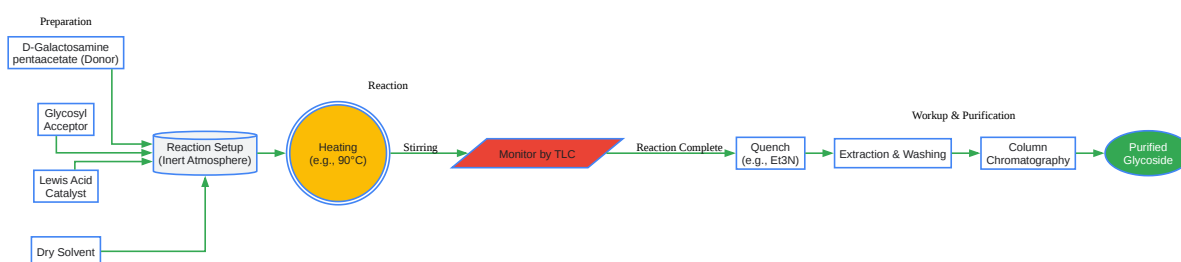 Preparation
D-Galactosamine
pentaacetate (Donor)
Glycosyl
Acceptor
Lewis Acid
Catalyst
Dry Solvent
Reaction Setup
(Inert Atmosphere)
Reaction
Heating
(e.g., 90°C)
Stirring
Monitor by TLC
Reaction Complete
Workup & Purification
Quench
(e.g., Et3N)
Extraction & Washing
Column
Chromatography
Purified
Glycoside